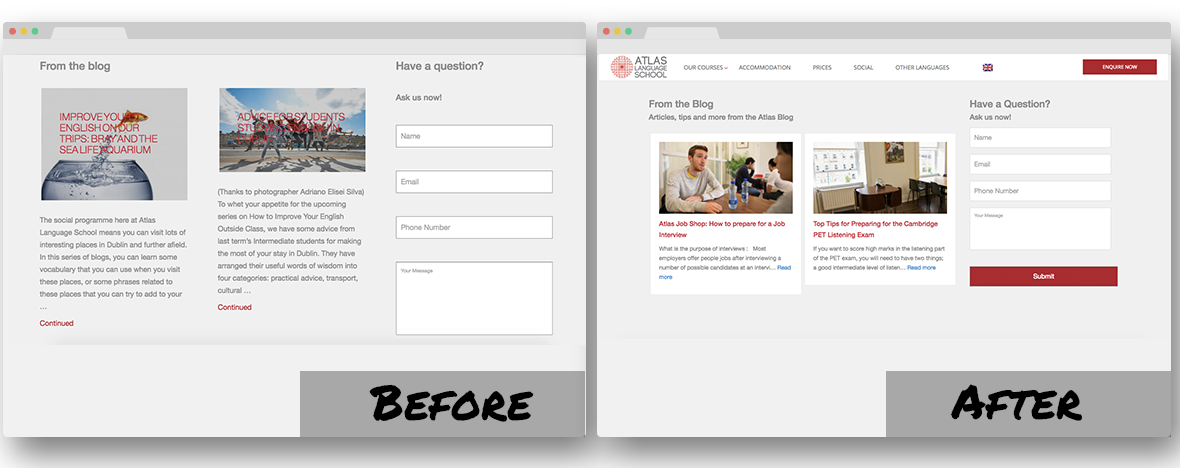 From the blog
IMPROVE YOUR
ENGLISH ON OUR
TRIPS: BRAY AND THE
SEA LIFE AQUARIUM
The social programme here at Atlas
Language School means you can visit lots of
interesting places in Dublin and further afield.
In this series of blogs, you can learn some
vocabulary that you can use when you visit
these places, or some phrases related to
these places that you can try to add to your
…
Continued
ADVICE FOR STUDENTS
(Thanks to photographer Adriano Elisei Silva)
To whet your appetite for the upcoming
series on How to Improve Your English
Outside Class, we have some advice from
last term's Intermediate students for making
the most of your stay in Dublin. They have
arranged their useful words of wisdom into
four categories: practical advice, transport,
cultural …
Continued
Have a question?
Ask us now!
Name
Email
Phone Number
Your Message
BEFORE
ATLAS
LANGUAGE
SCHOOL
OUR COURSES
ACCOMMODATION
PRICES
SOCIAL
OTHER LANGUAGES
ENQUIRE NOW
From the Blog
Articles, tips and more from the Atlas Blog
Atlas Job Shop: How to prepare for a Job
Interview
What is the purpose of interviews : Most
employers offer people jobs after interviewing a
number of possible candidates at an intervi… Read
more
Top Tips for Preparing for the Cambridge
PET Listening Exam
If you want to score high marks in the listening part
of the PET exam, you will need to have two things;
a good intermediate level of listen… Read more
Have a Question?
Ask us now!
Name
Email
Phone Number
Your Message
Submit
AFTER